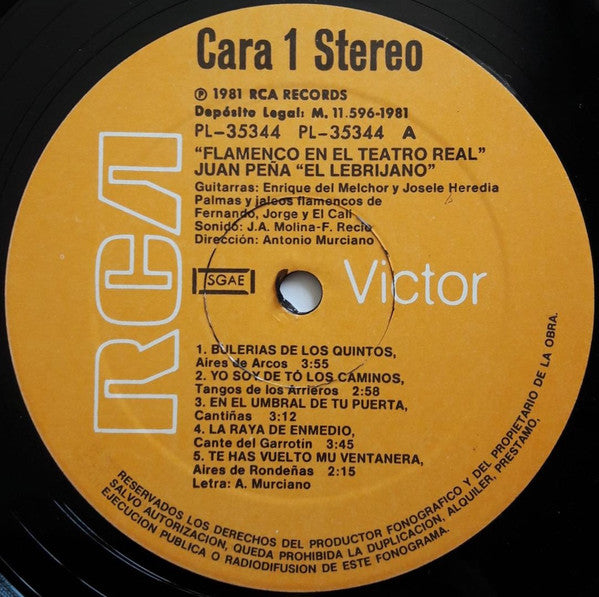 Cara 1 Stereo
℗ 1981 RCA RECORDS
Depósito Legal: M. 11.596-1981
PL-35344 PL-35344 A
"FLAMENCO EN EL TEATRO REAL"
JUAN PEÑA "EL LEBRIJANO"
Guitarras: Enrique del Melchor y Josele Heredia
Palmas y jaleos flamencos de
Fernando, Jorge y El Cali
Sonido: J.A. Molina-F. Recio
Dirección: Antonio Murciano
RCA
SGAE
Victor
1. BULERIAS DE LOS QUINTOS,
Aires de Arcos 3:55
2. YO SOY DE TÓ LOS CAMINOS,
Tangos de los Arrieros 2:58
3. EN EL UMBRAL DE TU PUERTA,
Cantiñas 3:12
4. LA RAYA DE ENMEDIO,
Cante del Garrotín 3:45
5. TE HAS VUELTO MU VENTANERA,
Aires de Rondeñas 2:15
Letra: A. Murciano
RESERVADOS LOS DERECHOS DEL PRODUCTOR FONOGRAFICO Y DEL PROPIETARIO DE LA OBRA.
SALVO AUTORIZACION, QUEDA PROHIBIDA LA DUPLICACION, ALQUILER, PRESTAMO.
EJECUCION PUBLICA O RADIODIFUSION DE ESTE FONOGRAMA.